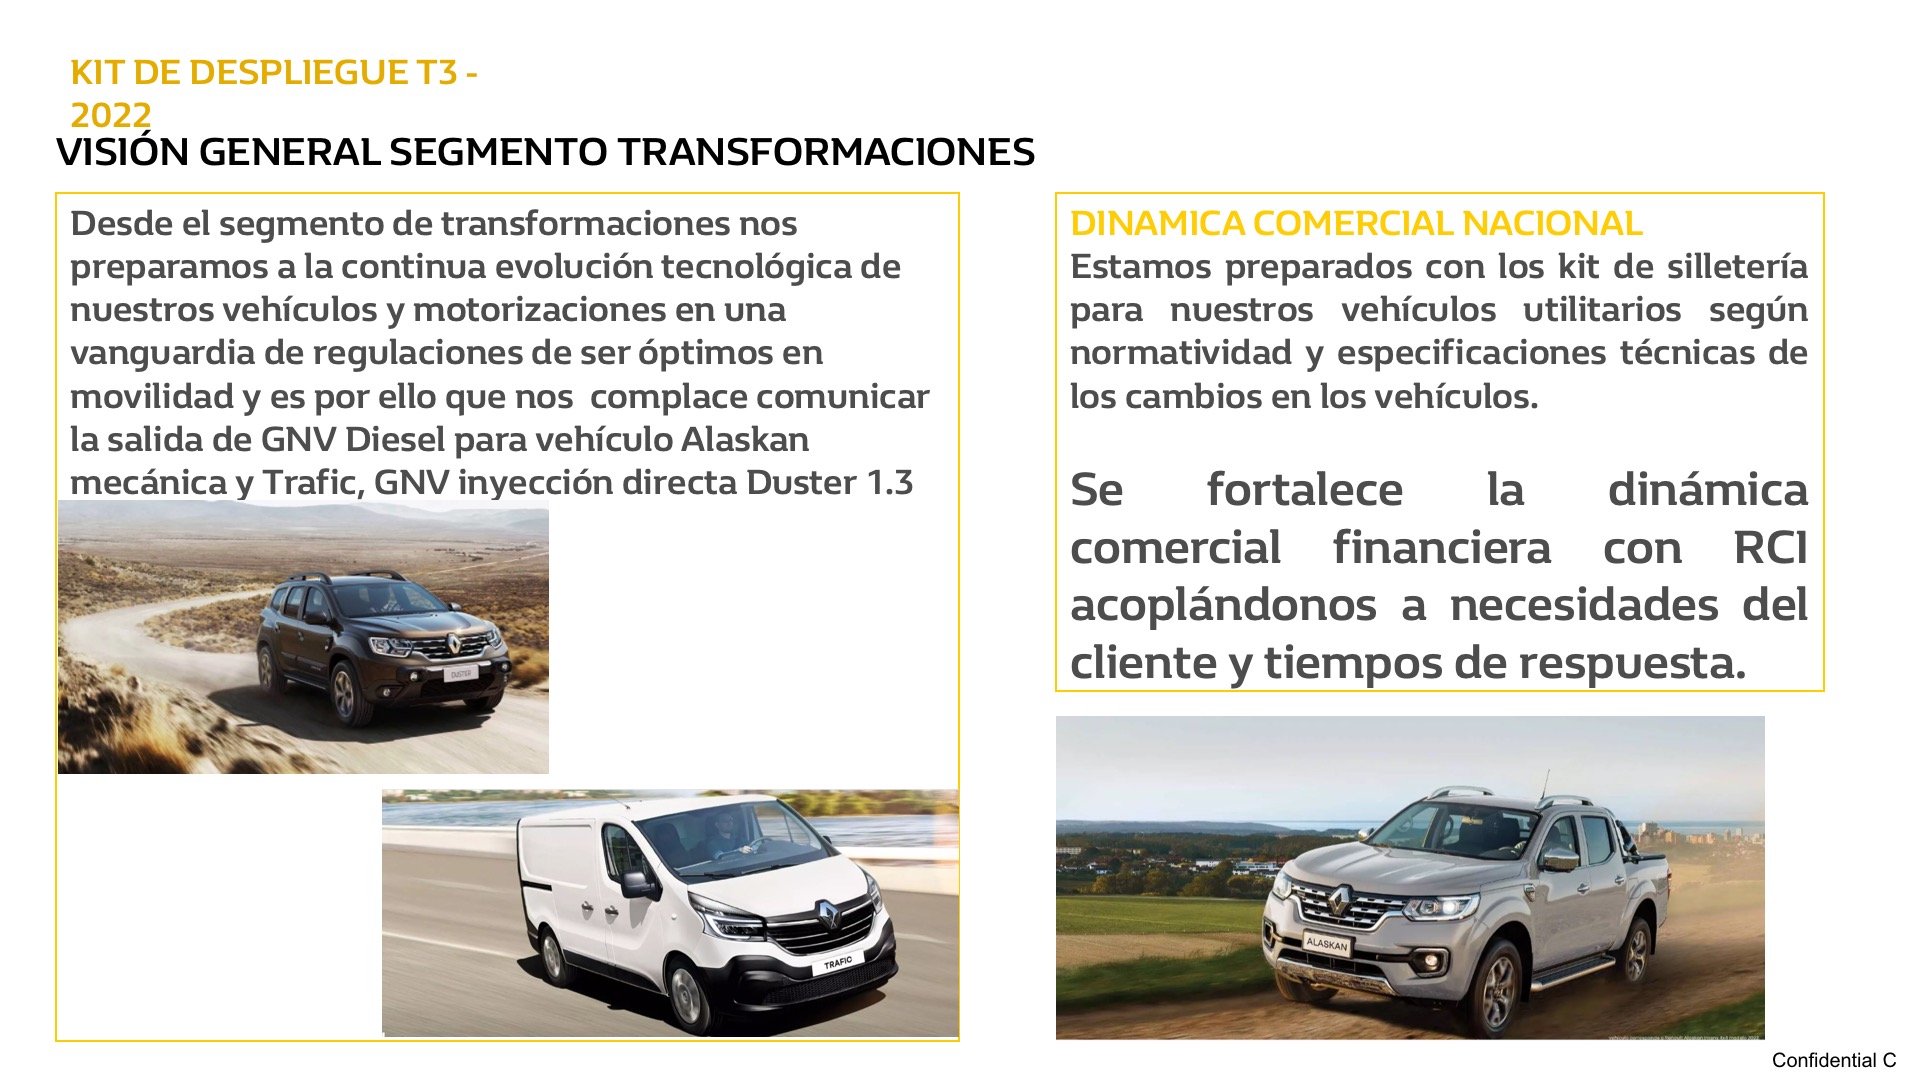 KIT DE DESPLIEGUE T3 -
2022
VISIÓN GENERAL SEGMENTO TRANSFORMACIONES
Desde el segmento de transformaciones nos
preparamos a la continua evolución tecnológica de
nuestros vehículos y motorizaciones en una
vanguardia de regulaciones de ser óptimos en
movilidad y es por ello que nos  complace comunicar
la salida de GNV Diesel para vehículo Alaskan
mecánica y Trafic, GNV inyección directa Duster 1.3
DUSTER
TRAFIC
DINAMICA COMERCIAL NACIONAL
Estamos preparados con los kit de silletería
para nuestros vehículos utilitarios según
normatividad y especificaciones técnicas de
los cambios en los vehículos.
Se fortalece la dinámica
comercial financiera con RCI
acoplándonos a necesidades del
cliente y tiempos de respuesta.
ALASKAN
Confidential C